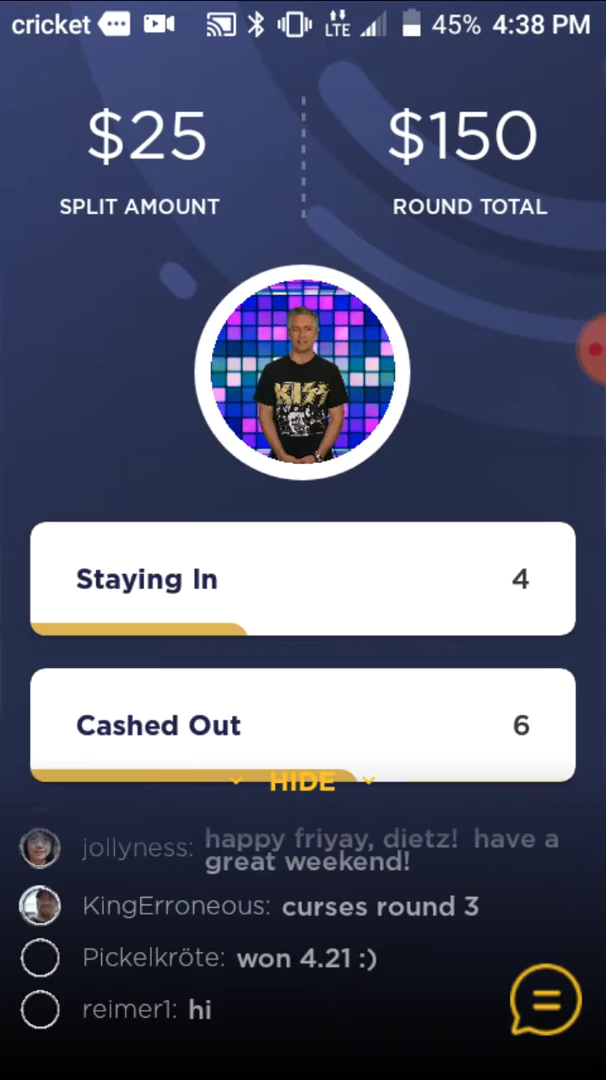 cricket LTE 45% 4:38 PM
$25 $150
SPLIT AMOUNT ROUND TOTAL
KISS
Staying In 4
Cashed Out 6
HIDE
jollyness: happy friyay, dietz! have a
great weekend!
KingErroneous: curses round 3
Pickelkröte: won 4.21 :)
reimer1: hi